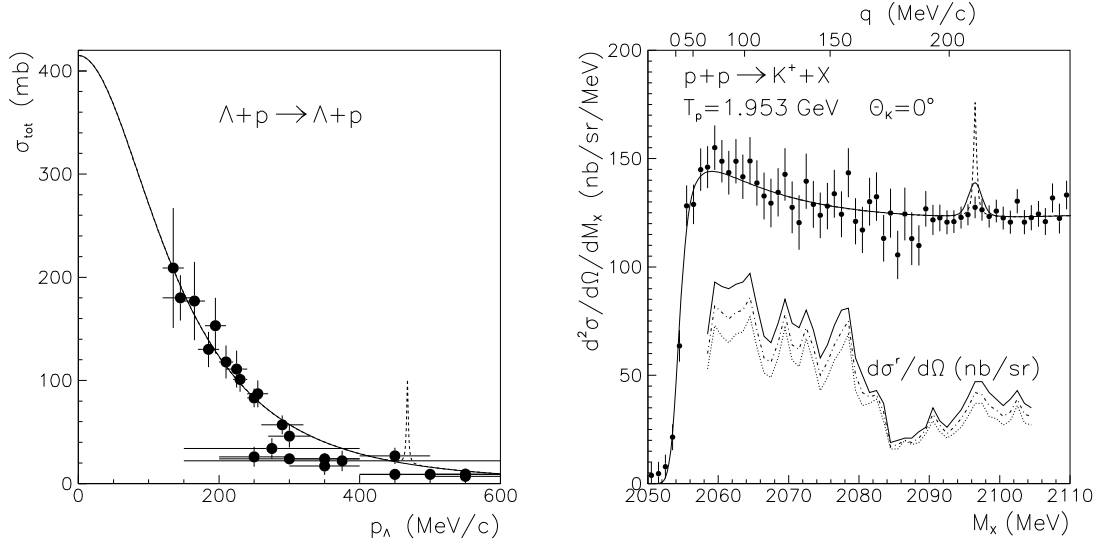 σtot (mb)
400
300
200
100
0
Λ+p → Λ+p
0 200 400 600
pΛ (MeV/c)
q (MeV/c)
0 50 100 150 200
d²σ/dΩ/dMx (nb/sr/MeV)
200
150
100
50
0
p+p → K⁺+X
Tp=1.953 GeV ΘK=0°
dσʳ/dΩ (nb/sr)
2050 2060 2070 2080 2090 2100 2110
Mx (MeV)